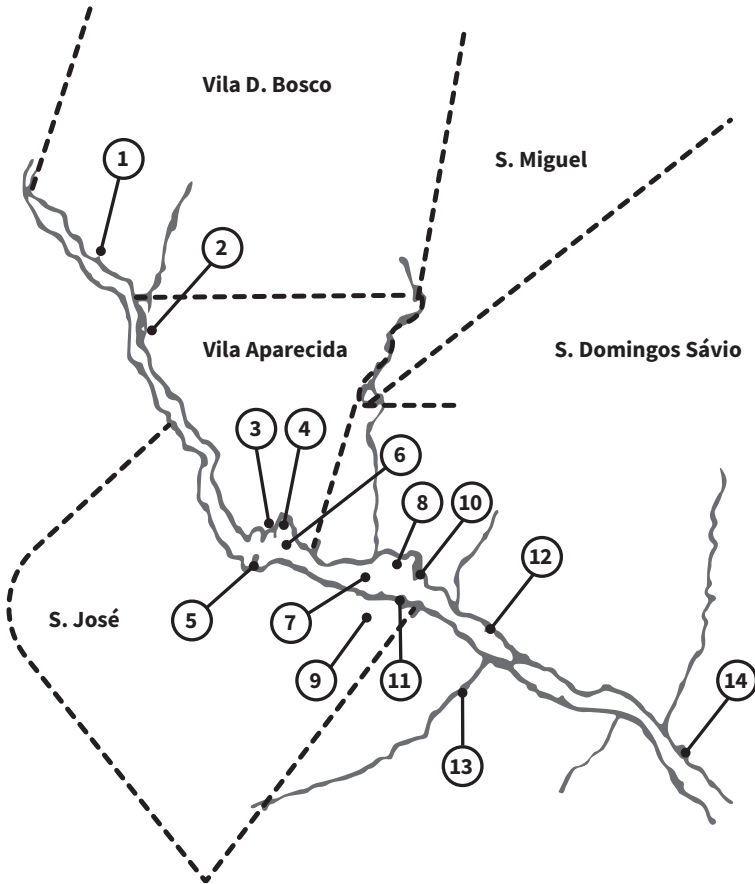 Vila D. Bosco
1
S. Miguel
2
Vila Aparecida
S. Domingos Sávio
3
4
6
8
10
12
5
S. José
7
9
11
14
13